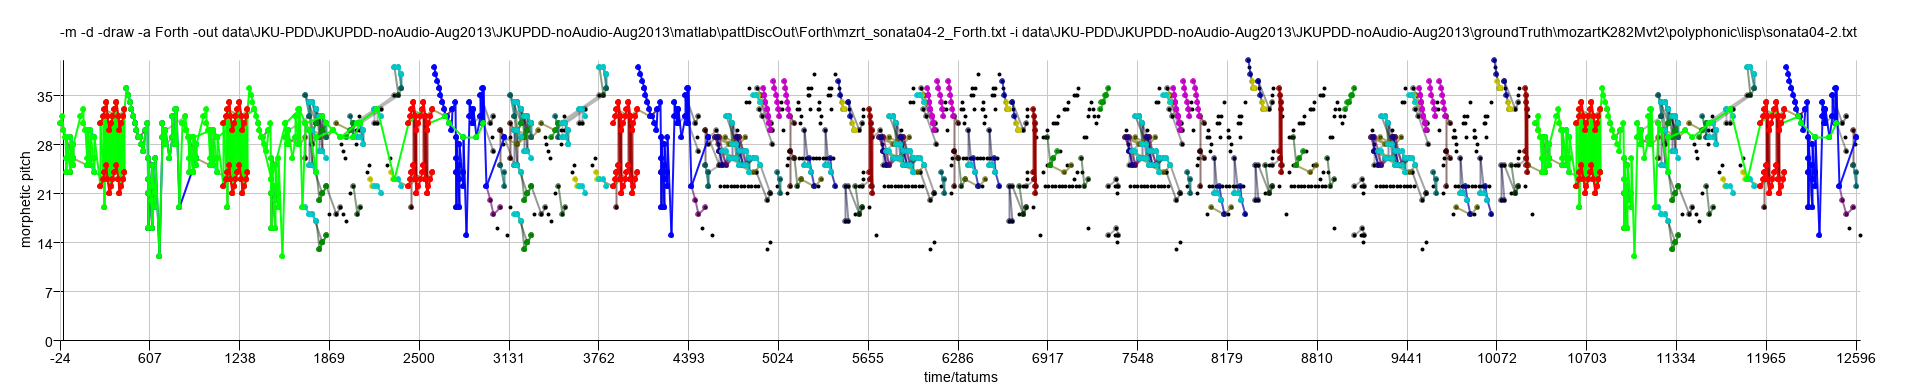 -m -d -draw -a Forth -out data\JKU-PDD\JKUPDD-noAudio-Aug2013\JKUPDD-noAudio-Aug2013\matlab\pattDiscOut\Forth\mzrt_sonata04-2_Forth.txt -i data\JKU-PDD\JKUPDD-noAudio-Aug2013\JKUPDD-noAudio-Aug2013\groundTruth\mozartK282Mvt2\polyphonic\lisp\sonata04-2.txt
morphetic pitch
35
28
21
14
7
0
-24 607 1238 1869 2500 3131 3762 4393 5024 5655 6286 6917 7548 8179 8810 9441 10072 10703 11334 11965 12596
time/tatums